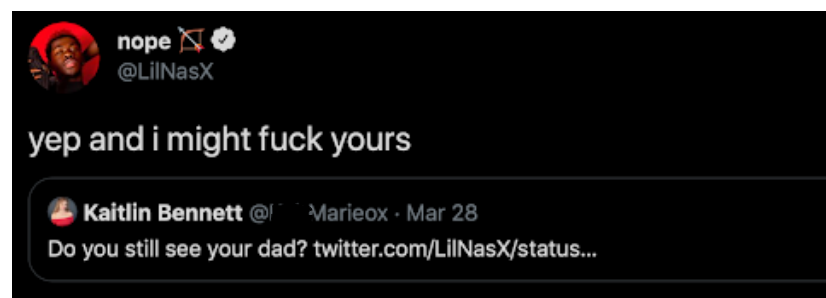 nope
@LilNasX
yep and i might fuck yours
Kaitlin Bennett Marieox · Mar 28
Do you still see your dad? twitter.com/LilNasX/status...